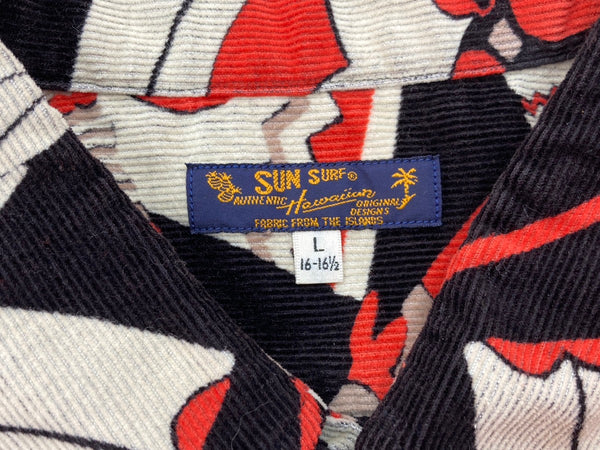 SUN SURF®
AUTHENTIC Hawaiian ORIGINAL DESIGNS
FABRIC FROM THE ISLANDS
L
16-16½